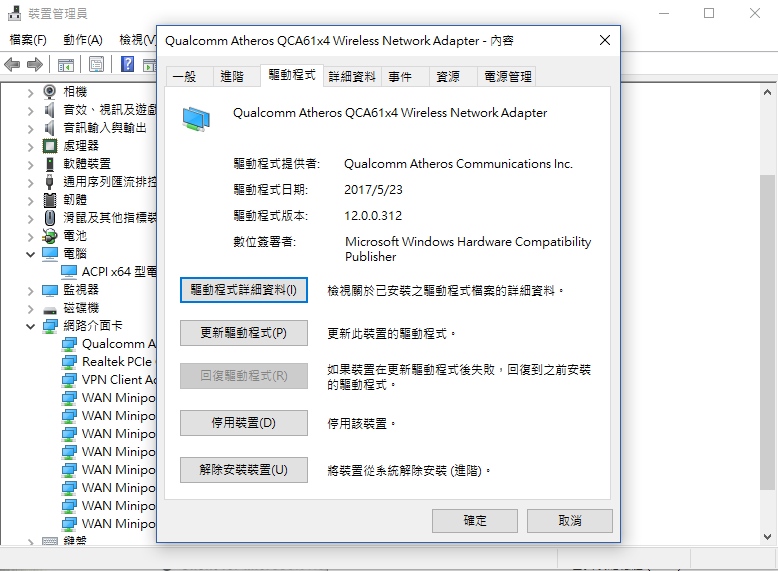 裝置管理員
檔案(F) 動作(A) 檢視(V)
相機
音效、視訊及遊戲
音訊輸入與輸出
處理器
軟體裝置
通用序列匯流排控
韌體
滑鼠及其他指標裝
電池
電腦
ACPI x64 型電
監視器
磁碟機
網路介面卡
Qualcomm A
Realtek PCIe
VPN Client Ad
WAN Minipo
WAN Minipo
WAN Minipo
WAN Minipo
WAN Minipo
WAN Minipo
WAN Minipo
WAN Minipo
鍵盤
Qualcomm Atheros QCA61x4 Wireless Network Adapter - 內容
一般 進階 驅動程式 詳細資料 事件 資源 電源管理
Qualcomm Atheros QCA61x4 Wireless Network Adapter
驅動程式提供者: Qualcomm Atheros Communications Inc.
驅動程式日期: 2017/5/23
驅動程式版本: 12.0.0.312
數位簽署者: Microsoft Windows Hardware Compatibility
Publisher
驅動程式詳細資料(I) 檢視關於已安裝之驅動程式檔案的詳細資料。
更新驅動程式(P) 更新此裝置的驅動程式。
回復驅動程式(R) 如果裝置在更新驅動程式後失敗，回復到之前安裝
的驅動程式。
停用裝置(D) 停用該裝置。
解除安裝裝置(U) 將裝置從系統解除安裝 (進階)。
確定 取消